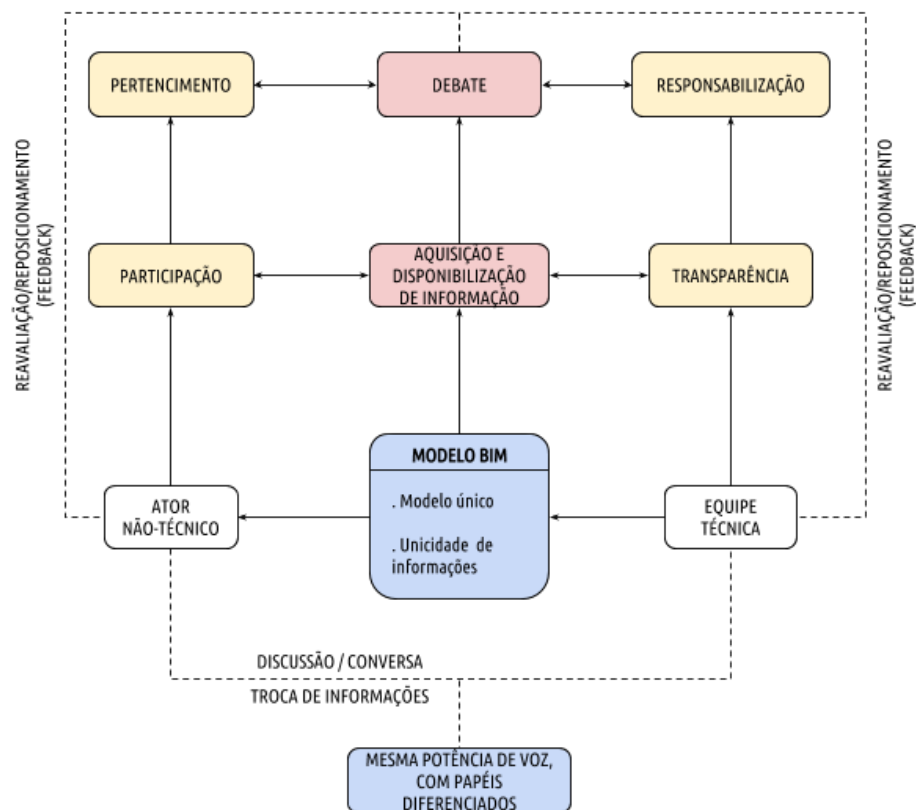 PERTENCIMENTO
DEBATE
RESPONSABILIZAÇÃO
REAVALIAÇÃO/REPOSICIONAMENTO
(FEEDBACK)
REAVALIAÇÃO/REPOSICIONAMENTO
(FEEDBACK)
PARTICIPAÇÃO
AQUISIÇÃO E
DISPONIBILIZAÇÃO
DE INFORMAÇÃO
TRANSPARÊNCIA
MODELO BIM
. Modelo único
. Unicidade de
informações
ATOR
NÃO-TÉCNICO
EQUIPE
TÉCNICA
DISCUSSÃO / CONVERSA
TROCA DE INFORMAÇÕES
MESMA POTÊNCIA DE VOZ,
COM PAPÉIS
DIFERENCIADOS